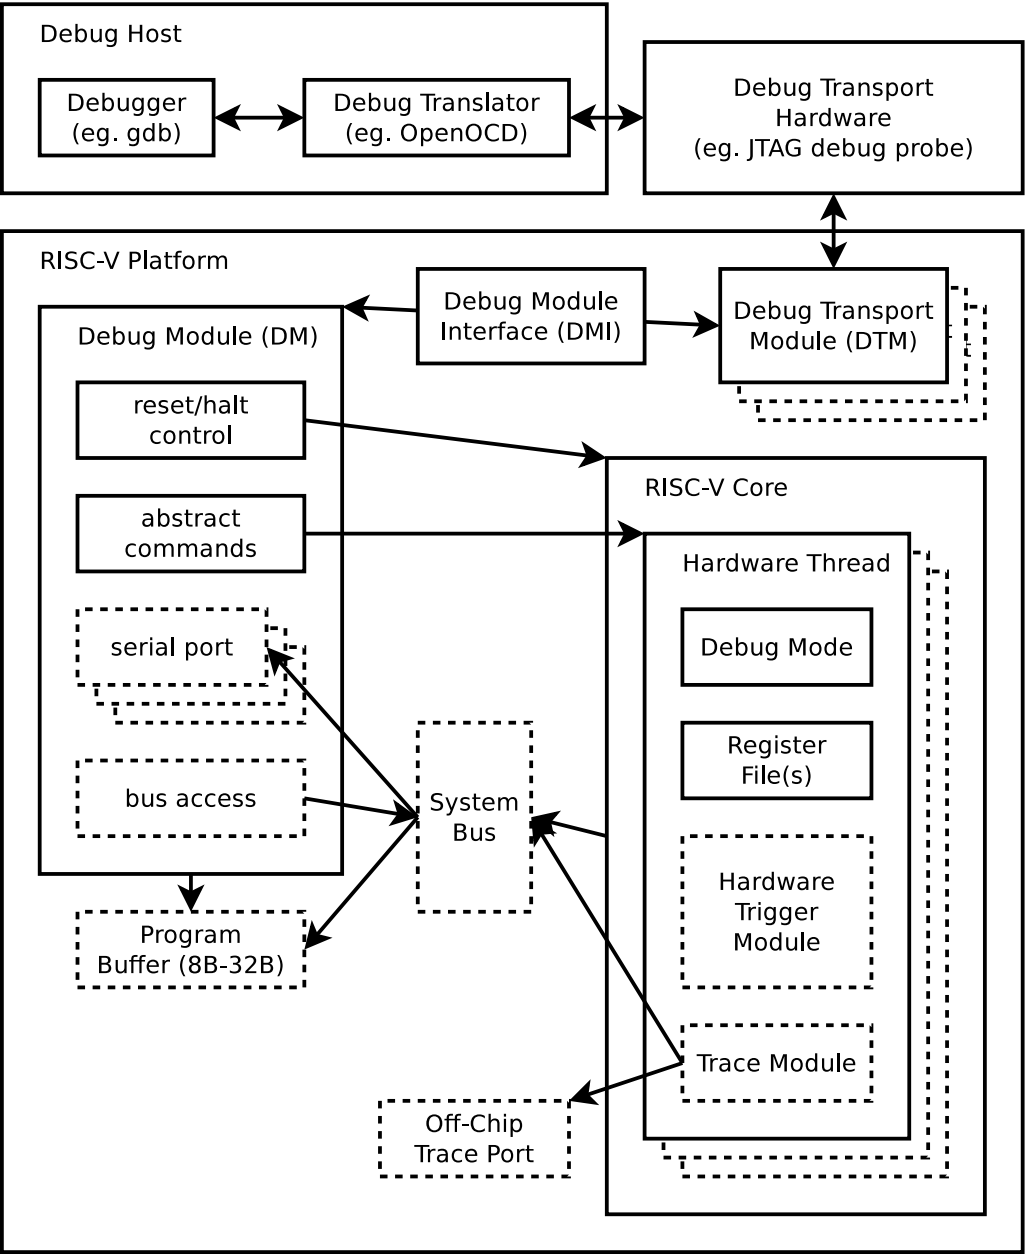 Debug Host
Debugger
(eg. gdb)
Debug Translator
(eg. OpenOCD)
Debug Transport
Hardware
(eg. JTAG debug probe)
RISC-V Platform
Debug Module
Interface (DMI)
Debug Transport
Module (DTM)
Debug Module (DM)
reset/halt
control
abstract
commands
serial port
bus access
Program
Buffer (8B-32B)
System
Bus
RISC-V Core
Hardware Thread
Debug Mode
Register
File(s)
Hardware
Trigger
Module
Trace Module
Off-Chip
Trace Port